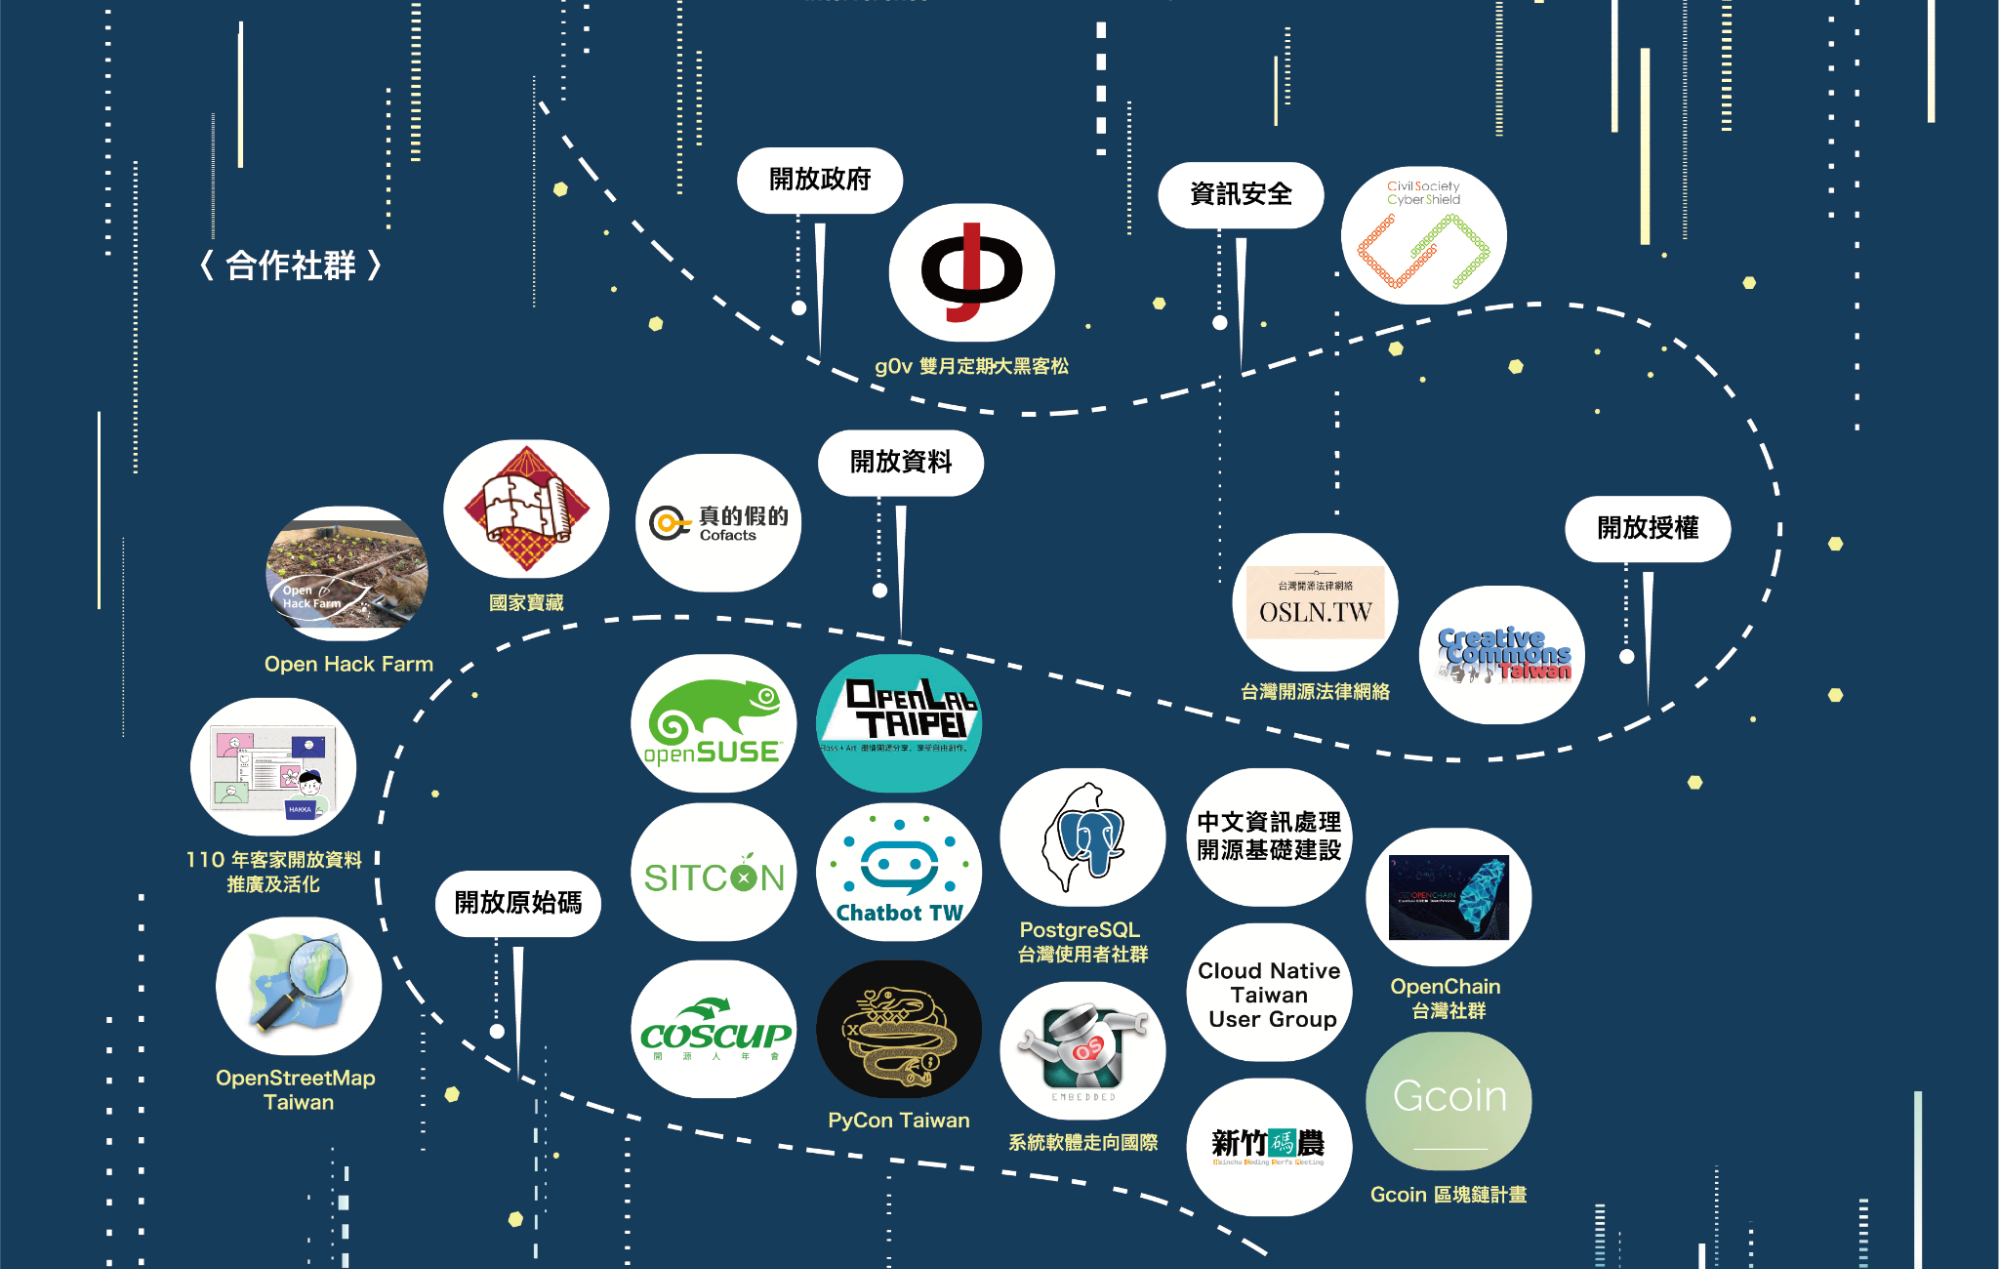 〈 合作社群 〉
開放政府
g0v 雙月定期大黑客松
資訊安全
Civil Society
Cyber Shield
開放資料
真的假的
Cofacts
國家寶藏
Open
Hack Farm
Open Hack Farm
開放授權
台灣開源法律網絡
OSLN.TW
台灣開源法律網絡
Creative
Commons
Taiwan
HAKKA
110 年客家開放資料
推廣及活化
OpenStreetMap
Taiwan
開放原始碼
openSUSE
OPENLAB
TAIPEI
SITCON
Chatbot TW
COSCUP
開源人年會
PyCon Taiwan
PostgreSQL
台灣使用者社群
OS
EMBEDDED
系統軟體走向國際
中文資訊處理
開源基礎建設
Cloud Native
Taiwan
User Group
新竹碼農
OPENCHAIN
OpenChain
台灣社群
Gcoin
Gcoin 區塊鏈計畫